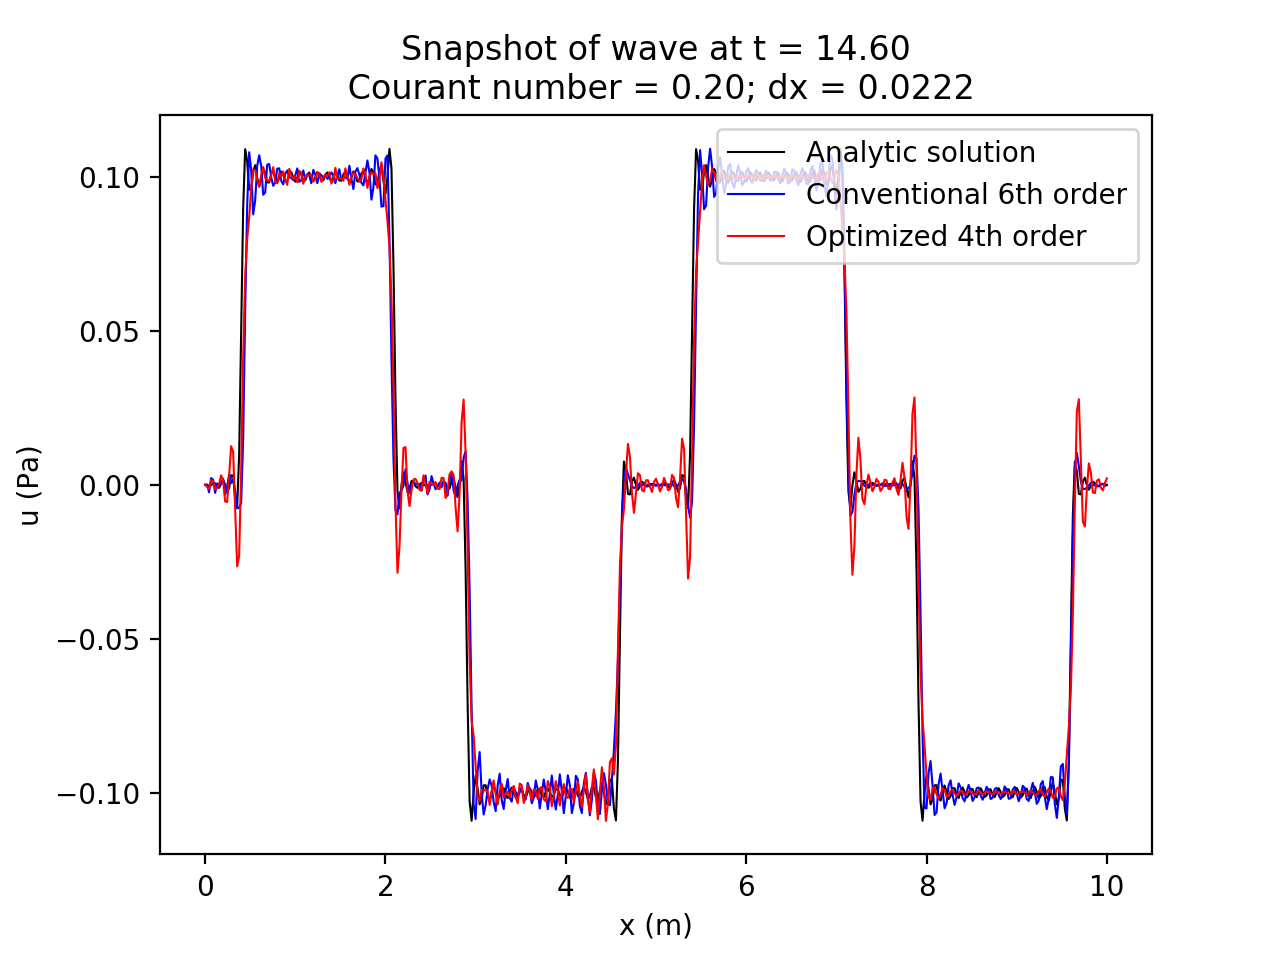 Snapshot of wave at t = 14.60
Courant number = 0.20; dx = 0.0222
Analytic solution
Conventional 6th order
Optimized 4th order
0.10
0.05
0.00
−0.05
−0.10
u (Pa)
0 2 4 6 8 10
x (m)